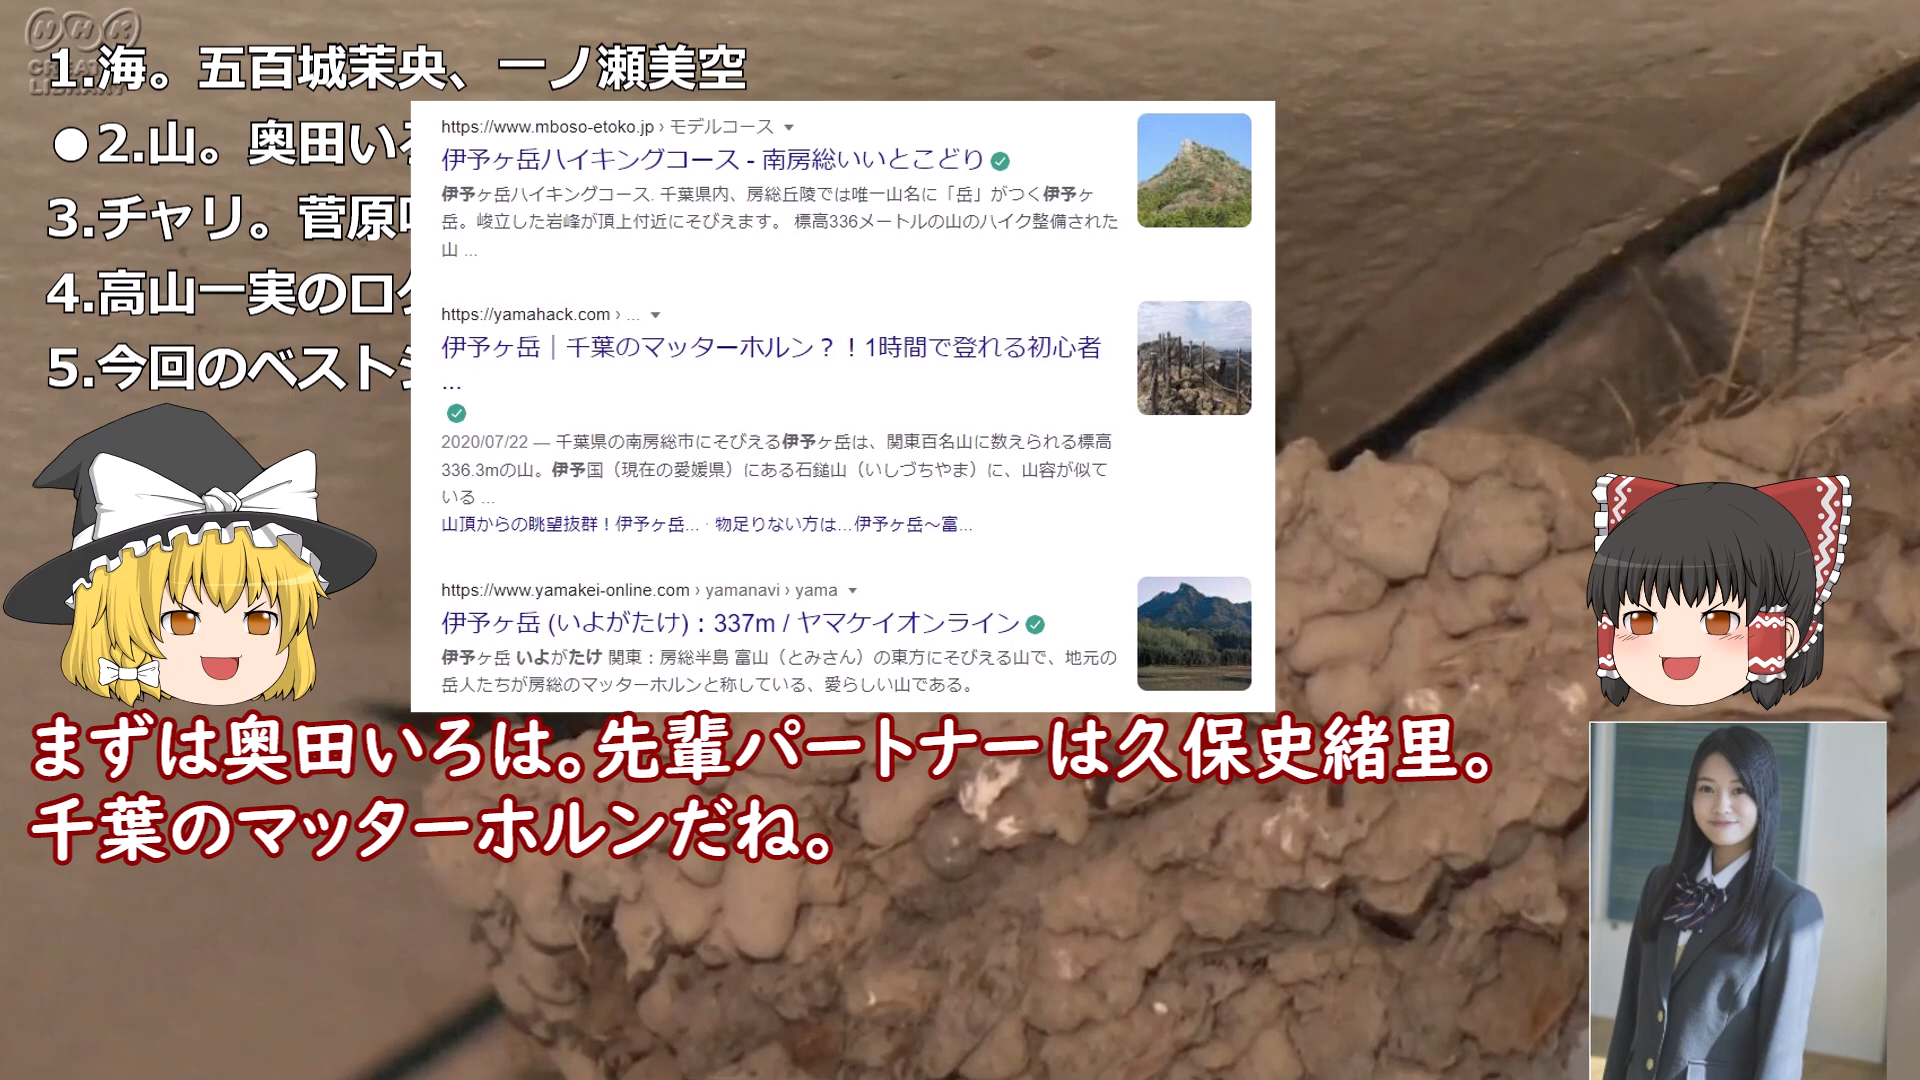 NHK
CREATIVE LIBRARY
1.海。五百城茉央、一ノ瀬美空
●2.山。奥田いろ
3.チャリ。菅原
4.高山一実のロケ
5.今回のベストシ
https://www.mboso-etoko.jp › モデルコース
伊予ヶ岳ハイキングコース - 南房総いいとこどり
伊予ヶ岳ハイキングコース. 千葉県内、房総丘陵では唯一山名に「岳」がつく伊予ヶ
岳。峻立した岩峰が頂上付近にそびえます。 標高336メートルの山のハイク整備された
山 ...
https://yamahack.com › ...
伊予ヶ岳｜千葉のマッターホルン？！1時間で登れる初心者
...
2020/07/22 — 千葉県の南房総市にそびえる伊予ヶ岳は、関東百名山に数えられる標高
336.3mの山。伊予国（現在の愛媛県）にある石鎚山（いしづちやま）に、山容が似て
いる ...
山頂からの眺望抜群！伊予ヶ岳... · 物足りない方は...伊予ヶ岳～富...
https://www.yamakei-online.com › yamanavi › yama
伊予ヶ岳 (いよがたけ) : 337m / ヤマケイオンライン
伊予ヶ岳 いよがたけ 関東：房総半島 富山（とみさん）の東方にそびえる山で、地元の
岳人たちが房総のマッターホルンと称している、愛らしい山である。
まずは奥田いろは。先輩パートナーは久保史緒里。
千葉のマッターホルンだね。